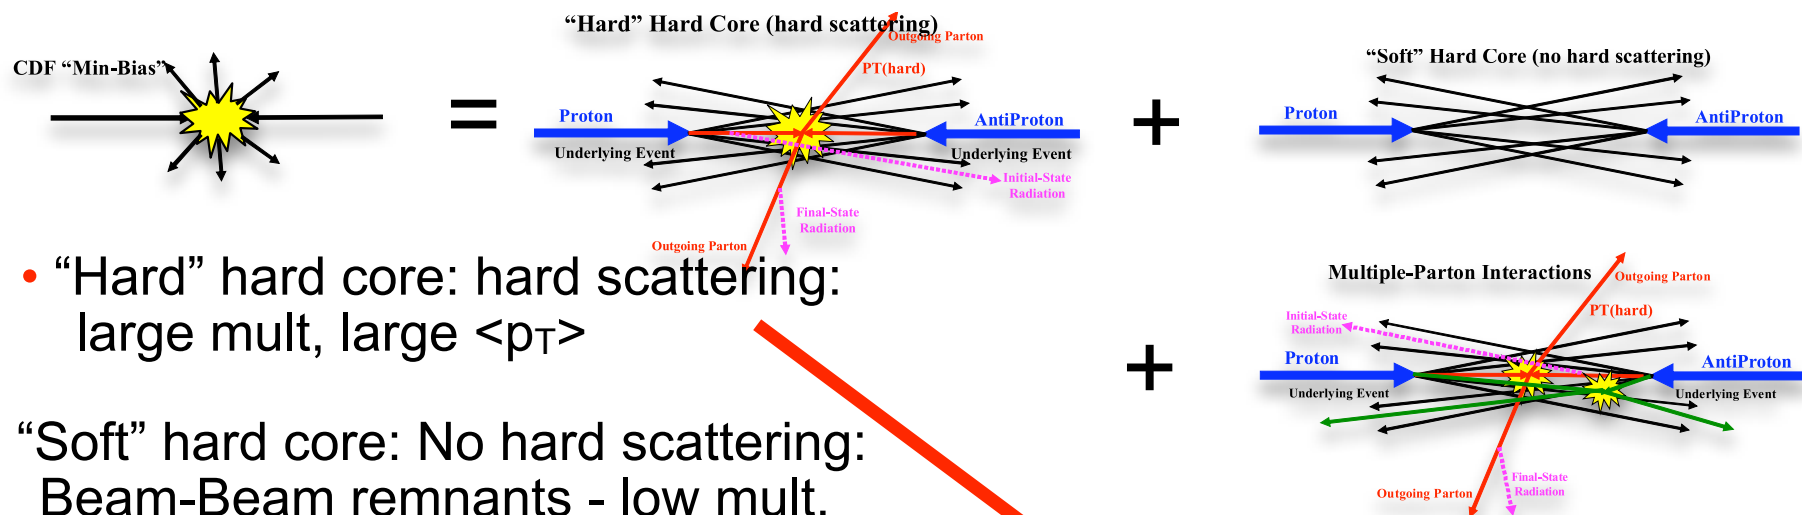 “Hard” Hard Core (hard scattering)
Outgoing Parton
CDF “Min-Bias”
PT(hard)
=
Proton
AntiProton
Underlying Event
Underlying Event
Initial-State
Radiation
Final-State
Radiation
Outgoing Parton
+
“Soft” Hard Core (no hard scattering)
Proton
AntiProton
• “Hard” hard core: hard scattering:
large mult, large <pT>
“Soft” hard core: No hard scattering:
Beam-Beam remnants - low mult.
+
Multiple-Parton Interactions
Outgoing Parton
PT(hard)
Initial-State
Radiation
Proton
AntiProton
Underlying Event
Underlying Event
Final-State
Radiation
Outgoing Parton